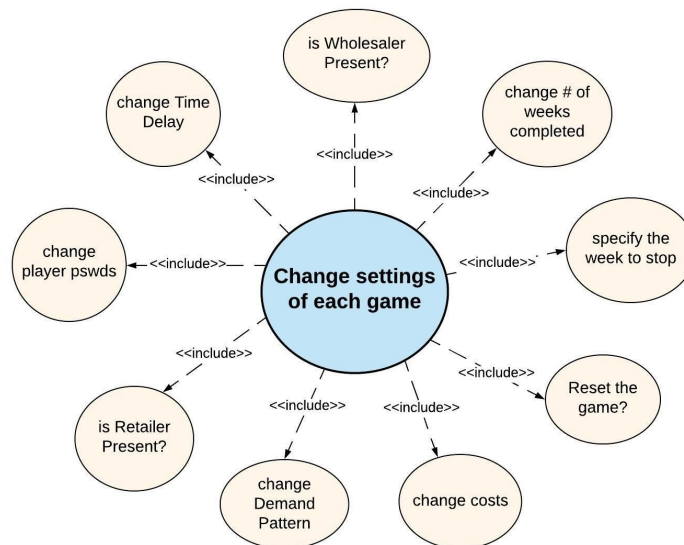 is Wholesaler
Present?
change Time
Delay
change # of
weeks
completed
<<include>>
<<include>>
<<include>>
<<include>>
change
player pswds
<<include>>
Change settings
of each game
<<include>>
specify the
week to stop
<<include>>
<<include>>
Reset the
game?
is Retailer
Present?
<<include>>
<<include>>
change
Demand
Pattern
change costs